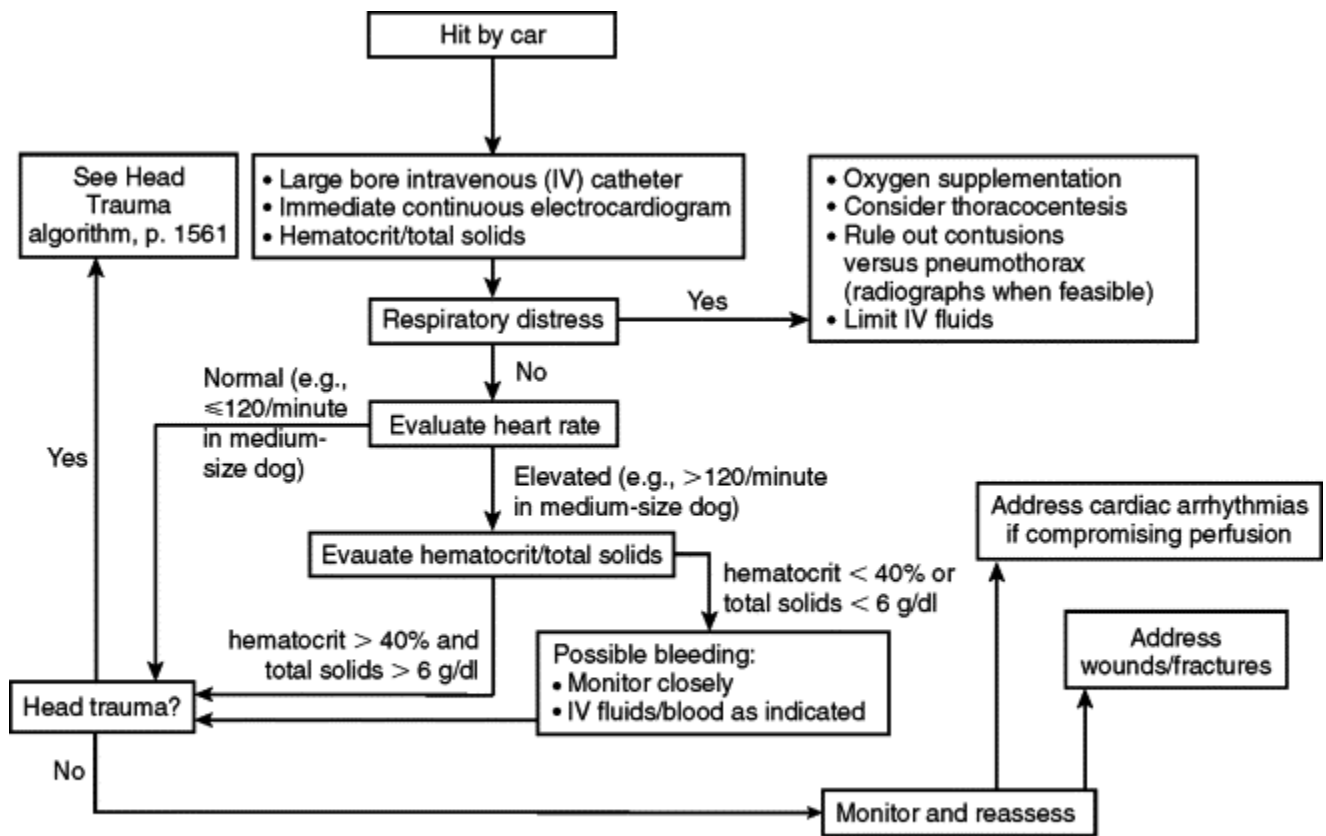 Hit by car
See Head
Trauma
algorithm, p. 1561
• Large bore intravenous (IV) catheter
• Immediate continuous electrocardiogram
• Hematocrit/total solids
• Oxygen supplementation
• Consider thoracocentesis
• Rule out contusions
versus pneumothorax
(radiographs when feasible)
• Limit IV fluids
Respiratory distress
Yes
No
Normal (e.g.,
⩽120/minute
in medium-
size dog)
Evaluate heart rate
Yes
Elevated (e.g., >120/minute
in medium-size dog)
Evauate hematocrit/total solids
Address cardiac arrhythmias
if compromising perfusion
hematocrit < 40% or
total solids < 6 g/dl
hematocrit > 40% and
total solids > 6 g/dl
Possible bleeding:
• Monitor closely
• IV fluids/blood as indicated
Address
wounds/fractures
Head trauma?
No
Monitor and reassess